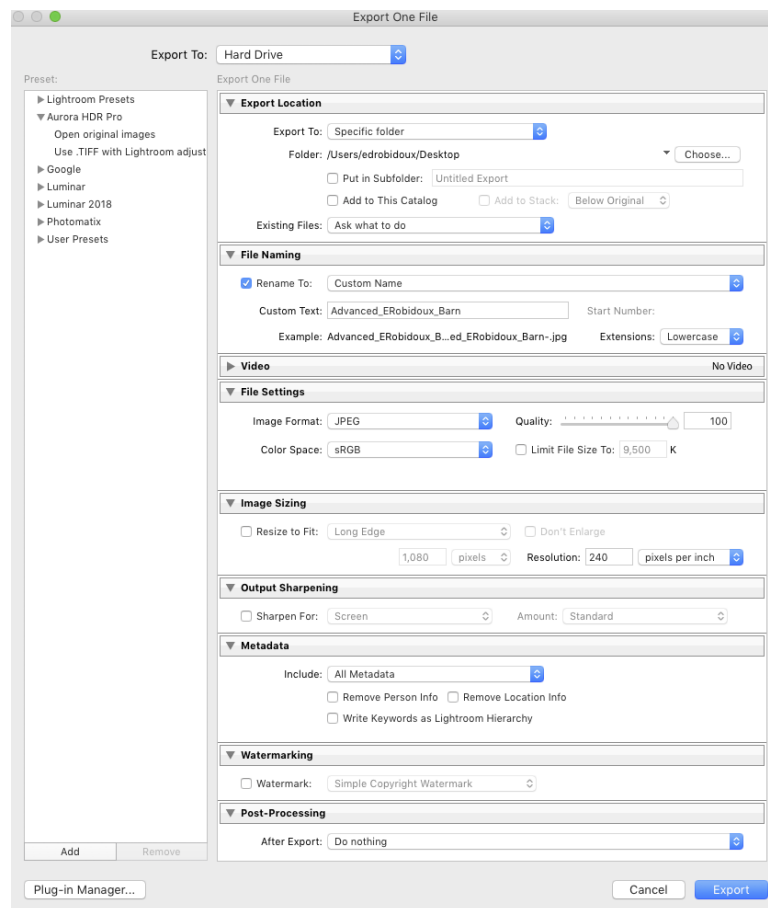 Export One File
Export To: Hard Drive
Preset:
Export One File
Lightroom Presets
Aurora HDR Pro
Open original images
Use .TIFF with Lightroom adjust
Google
Luminar
Luminar 2018
Photomatix
User Presets
Add Remove
Export Location
Export To: Specific folder
Folder: /Users/edrobidoux/Desktop Choose...
Put in Subfolder: Untitled Export
Add to This Catalog Add to Stack: Below Original
Existing Files: Ask what to do
File Naming
Rename To: Custom Name
Custom Text: Advanced_ERobidoux_Barn Start Number:
Example: Advanced_ERobidoux_B...ed_ERobidoux_Barn-.jpg Extensions: Lowercase
Video No Video
File Settings
Image Format: JPEG Quality: 100
Color Space: sRGB Limit File Size To: 9,500 K
Image Sizing
Resize to Fit: Long Edge Don't Enlarge
1,080 pixels Resolution: 240 pixels per inch
Output Sharpening
Sharpen For: Screen Amount: Standard
Metadata
Include: All Metadata
Remove Person Info Remove Location Info
Write Keywords as Lightroom Hierarchy
Watermarking
Watermark: Simple Copyright Watermark
Post-Processing
After Export: Do nothing
Plug-in Manager... Cancel Export